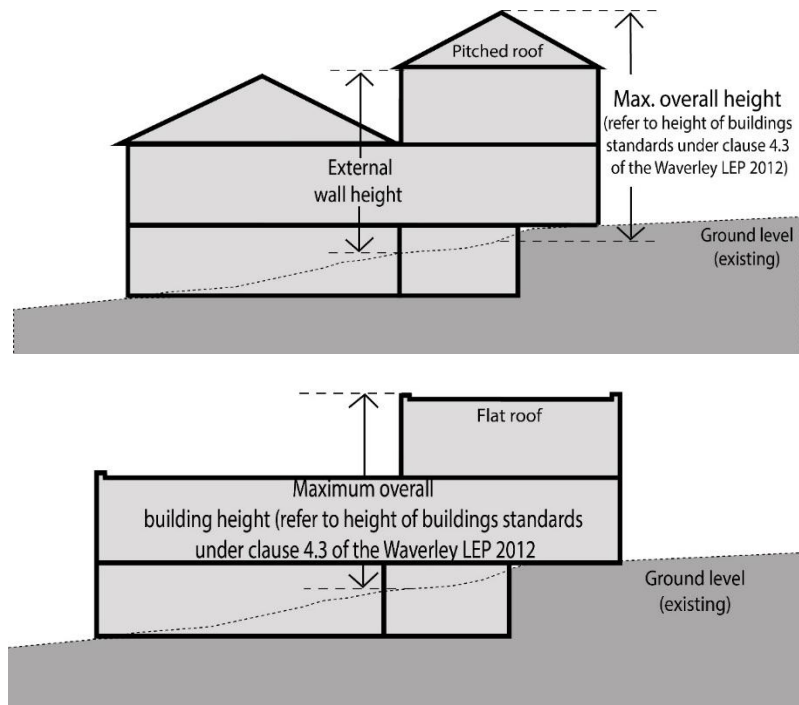 Pitched roof
Max. overall height
(refer to height of buildings
standards under clause 4.3
of the Waverley LEP 2012)
External
wall height
Ground level
(existing)
Flat roof
Maximum overall
building height (refer to height of buildings standards
under clause 4.3 of the Waverley LEP 2012
Ground level
(existing)